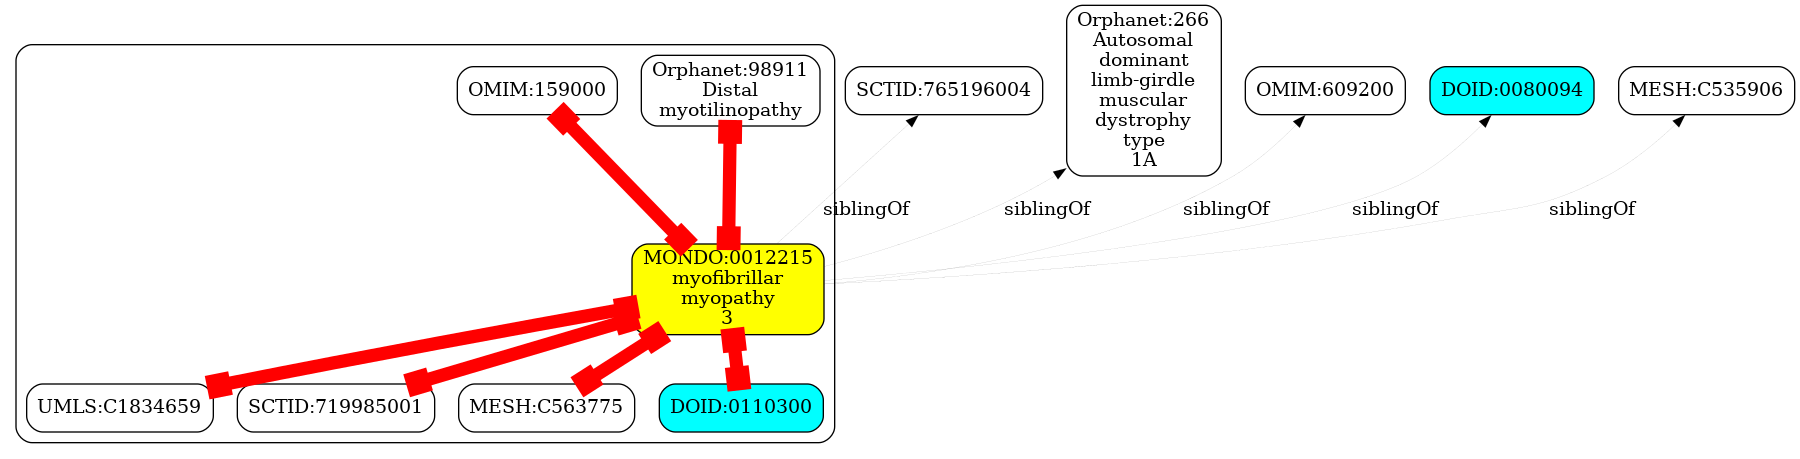 OMIM:159000
Orphanet:98911
Distal
myotilinopathy
SCTID:765196004
Orphanet:266
Autosomal
dominant
limb-girdle
muscular
dystrophy
type
1A
OMIM:609200
DOID:0080094
MESH:C535906
siblingOf
siblingOf
siblingOf
siblingOf
siblingOf
MONDO:0012215
myofibrillar
myopathy
3
UMLS:C1834659
SCTID:719985001
MESH:C563775
DOID:0110300